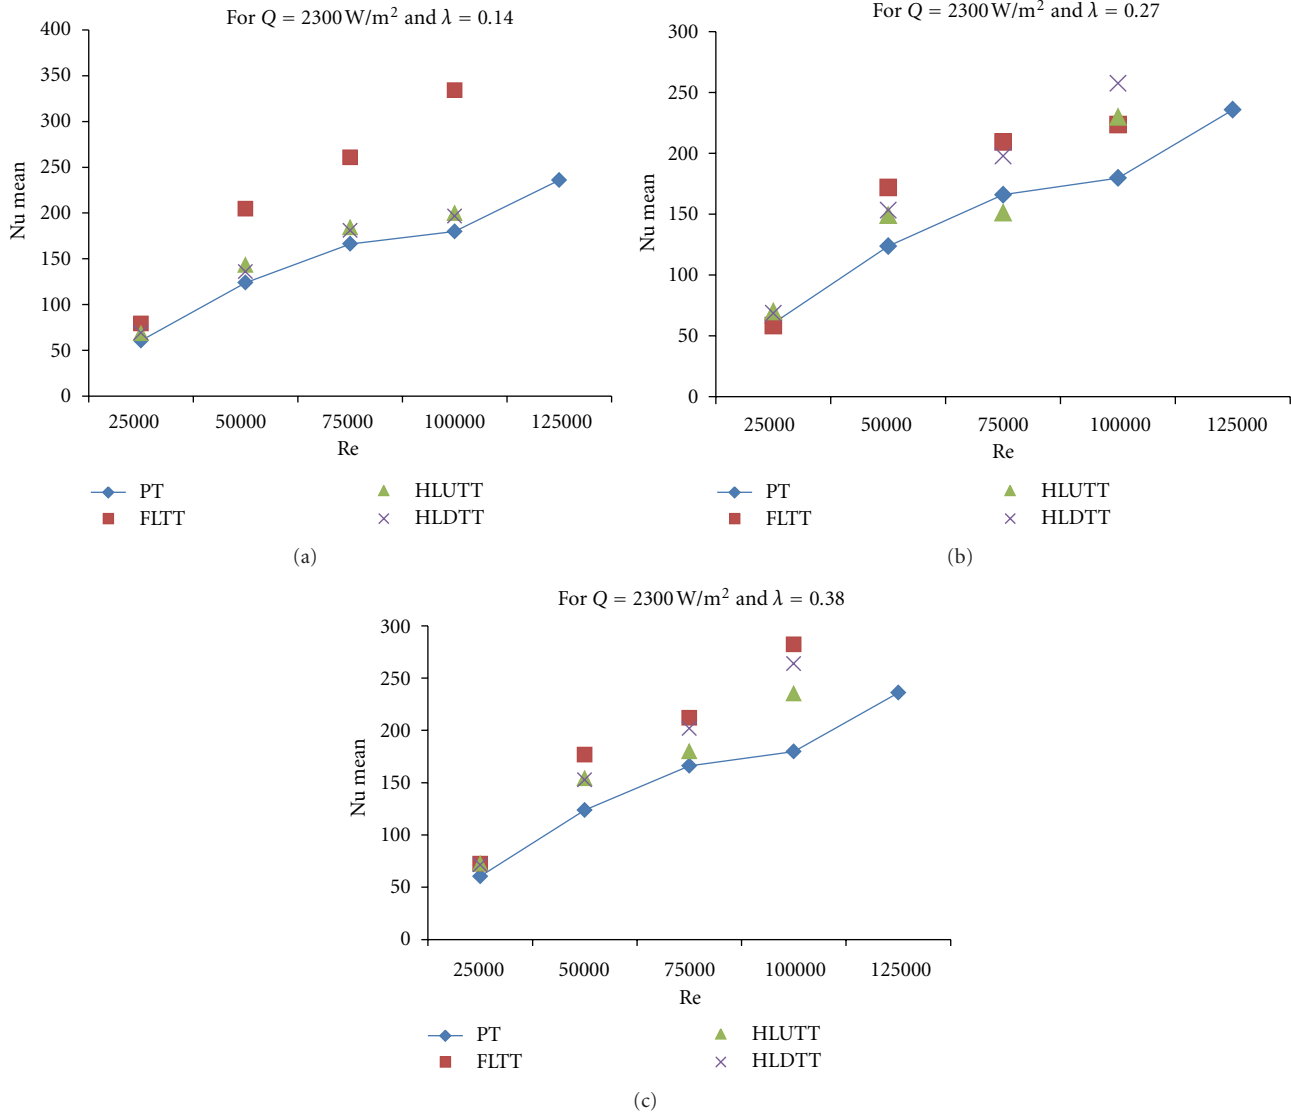 For Q = 2300 W/m² and λ = 0.14
400
350
300
250
200
150
100
50
0
Nu mean
25000 50000 75000 100000 125000
Re
PT HLUTT
FLTT HLDTT
(a)
For Q = 2300 W/m² and λ = 0.27
300
250
200
150
100
50
0
Nu mean
25000 50000 75000 100000 125000
Re
PT HLUTT
FLTT HLDTT
(b)
For Q = 2300 W/m² and λ = 0.38
300
250
200
150
100
50
0
Nu mean
25000 50000 75000 100000 125000
Re
PT HLUTT
FLTT HLDTT
(c)